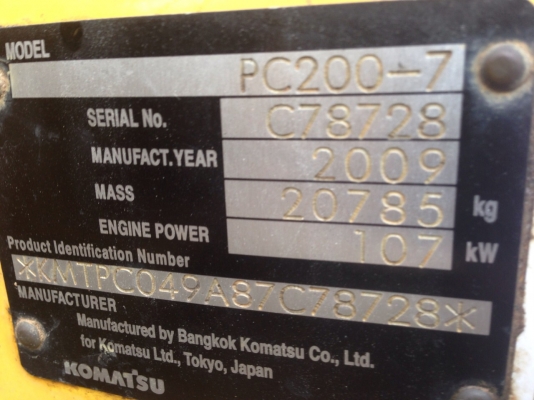 MODEL PC200-7
SERIAL No. C78728
MANUFACT.YEAR 2009
MASS 20785 kg
ENGINE POWER 107 kW
Product Identification Number
*KMTPC049A87C78728*
MANUFACTURER
Manufactured by Bangkok Komatsu Co., Ltd.
for Komatsu Ltd., Tokyo, Japan
KOMATSU